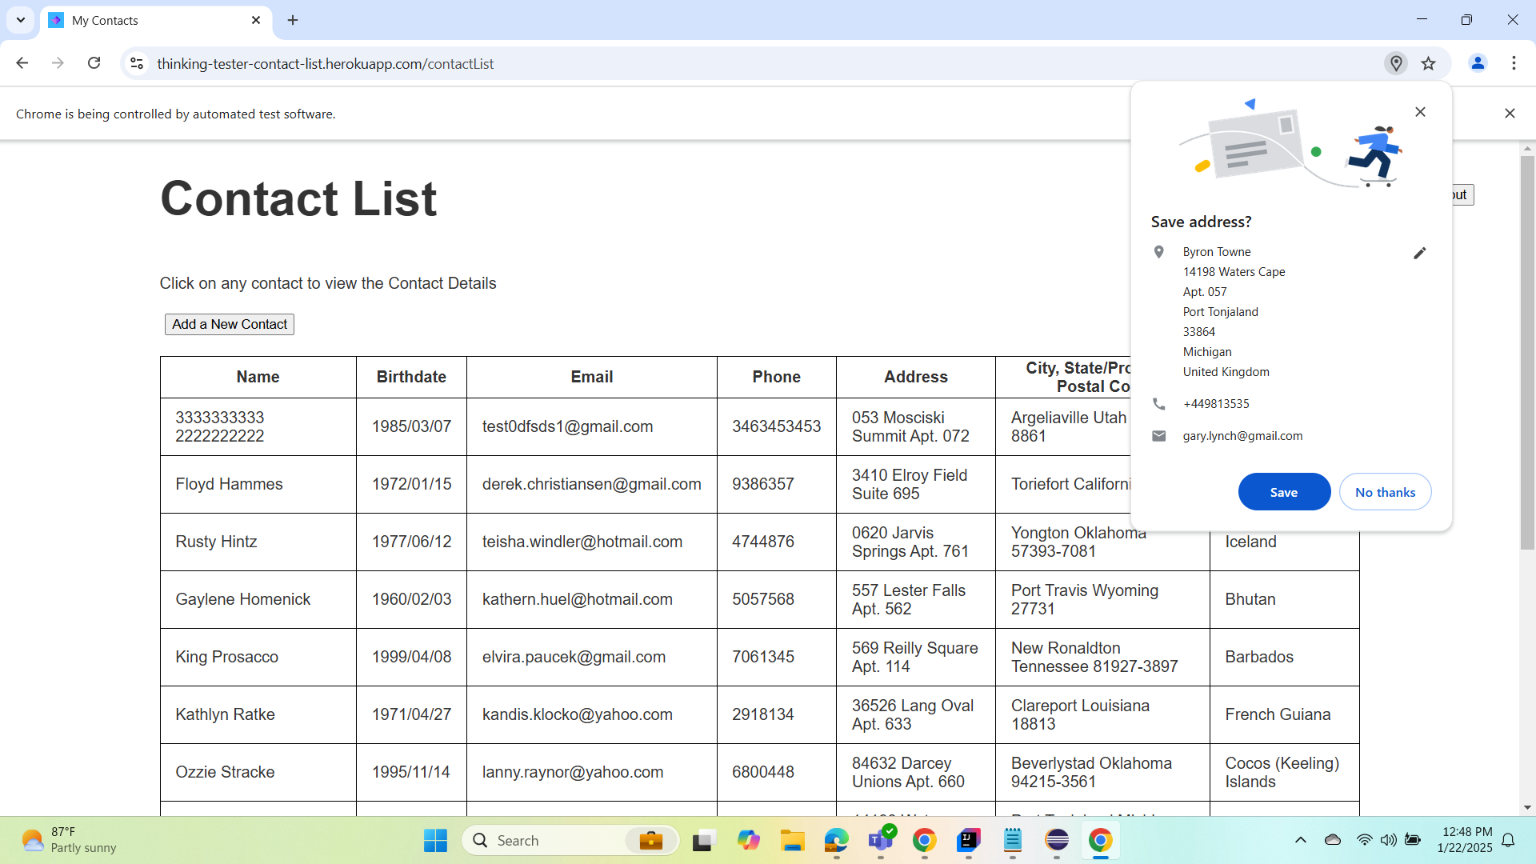 My Contacts
thinking-tester-contact-list.herokuapp.com/contactList
Chrome is being controlled by automated test software.
Contact List
out
Click on any contact to view the Contact Details
Add a New Contact
Save address?
Byron Towne
14198 Waters Cape
Apt. 057
Port Tonjaland
33864
Michigan
United Kingdom
+449813535
gary.lynch@gmail.com
Save No thanks
Name Birthdate Email Phone Address City, State/Pro
Postal Co
3333333333
2222222222 1985/03/07 test0dfsds1@gmail.com 3463453453 053 Mosciski
Summit Apt. 072 Argeliaville Utah
8861
Floyd Hammes 1972/01/15 derek.christiansen@gmail.com 9386357 3410 Elroy Field
Suite 695 Toriefort Californi
Rusty Hintz 1977/06/12 teisha.windler@hotmail.com 4744876 0620 Jarvis
Springs Apt. 761 Yongton Oklahoma
57393-7081 Iceland
Gaylene Homenick 1960/02/03 kathern.huel@hotmail.com 5057568 557 Lester Falls
Apt. 562 Port Travis Wyoming
27731 Bhutan
King Prosacco 1999/04/08 elvira.paucek@gmail.com 7061345 569 Reilly Square
Apt. 114 New Ronaldton
Tennessee 81927-3897 Barbados
Kathlyn Ratke 1971/04/27 kandis.klocko@yahoo.com 2918134 36526 Lang Oval
Apt. 633 Clareport Louisiana
18813 French Guiana
Ozzie Stracke 1995/11/14 lanny.raynor@yahoo.com 6800448 84632 Darcey
Unions Apt. 660 Beverlystad Oklahoma
94215-3561 Cocos (Keeling)
Islands
87°F
Partly sunny
Search
12:48 PM
1/22/2025